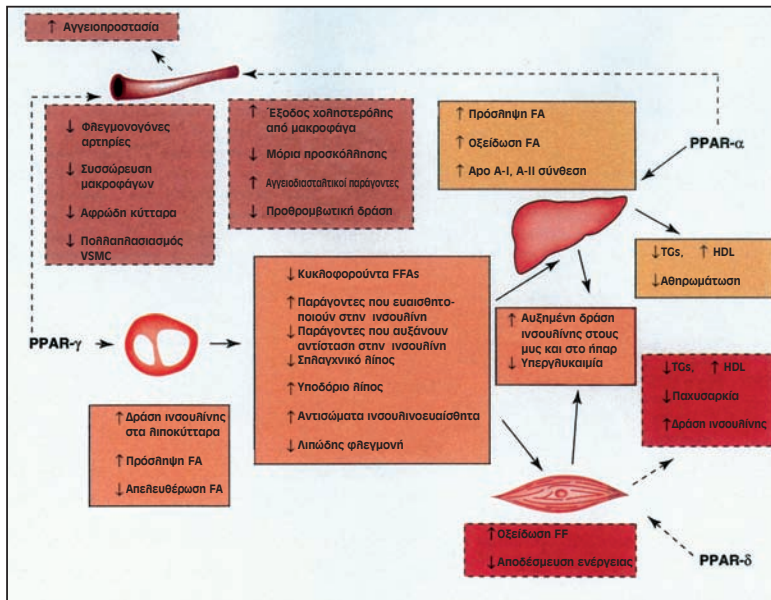 ↑ Αγγειοπροστασία
↓ Φλεγμονογόνες
αρτηρίες
↓ Συσσώρευση
μακροφάγων
↓ Αφρώδη κύτταρα
↓ Πολλαπλασιασμός
VSMC
↑ Έξοδος χοληστερόλης
από μακροφάγα
↓ Μόρια προσκόλλησης
↑ Αγγειοδιασταλτικοί παράγοντες
↓ Προθρομβωτική δράση
↑ Πρόσληψη FA
↑ Οξείδωση FA
↑ Apo A-I, A-II σύνθεση
PPAR-α
↓TGs, ↑ HDL
↓Αθηρωμάτωση
PPAR-γ
↓ Κυκλοφορούντα FFAs
↑ Παράγοντες που ευαισθητο-
ποιούν στην ινσουλίνη
↓ Παράγοντες που αυξάνουν
αντίσταση στην ινσουλίνη
↓ Σπλαγχνικό λίπος
↑ Υποδόριο λίπος
↑ Αντισώματα ινσουλινοευαίσθητα
↓ Λιπώδης φλεγμονή
↑ Αυξημένη δράση
ινσουλίνης στους
μυς και στο ήπαρ
↓ Υπεργλυκαιμία
↓TGs, ↑ HDL
↓Παχυσαρκία
↑Δράση ινσουλίνης
↑ Δράση ινσουλίνης
στα λιποκύτταρα
↑ Πρόσληψη FA
↓ Απελευθέρωση FA
↑ Οξείδωση FF
↓ Αποδέσμευση ενέργειας
PPAR-δ